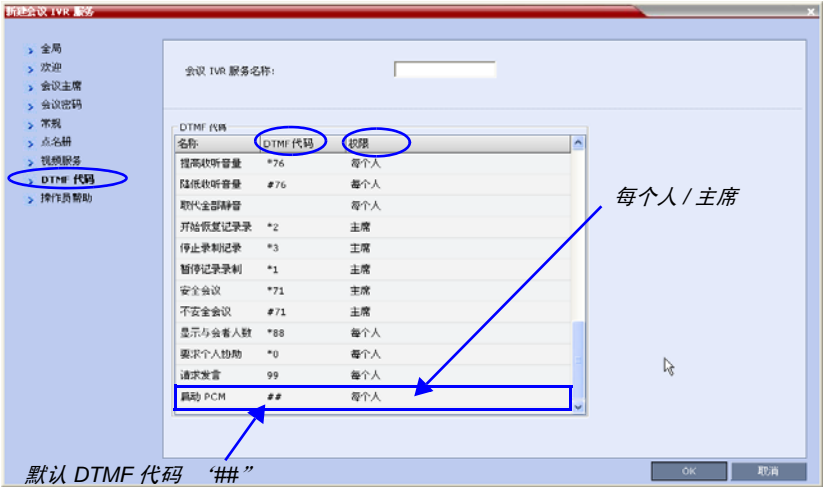 新建会议 IVR 服务
全局
欢迎
会议主席
会议密码
常规
点名册
视频服务
DTMF 代码
操作员帮助
会议 IVR 服务名称:
DTMF 代码
名称 DTMF 代码 权限
提高收听音量 *76 每个人
降低收听音量 #76 每个人
取代全部静音 每个人
开始恢复记录录 *2 主席
停止录制记录 *3 主席
暂停记录录制 *1 主席
安全会议 *71 主席
不安全会议 #71 主席
显示与会者人数 *88 每个人
要求个人协助 *0 每个人
请求发言 99 每个人
启动 PCM ## 每个人
每个人 / 主席
默认 DTMF 代码 ‘##”
OK 取消